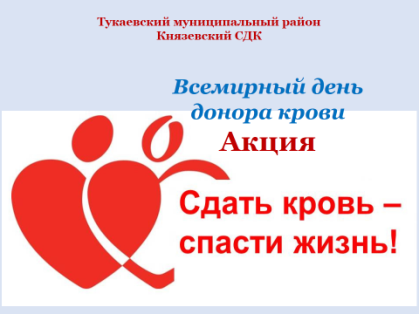 Тукаевский муниципальный район
Князевский СДК
Всемирный день
донора крови
Акция
Сдать кровь –
спасти жизнь!